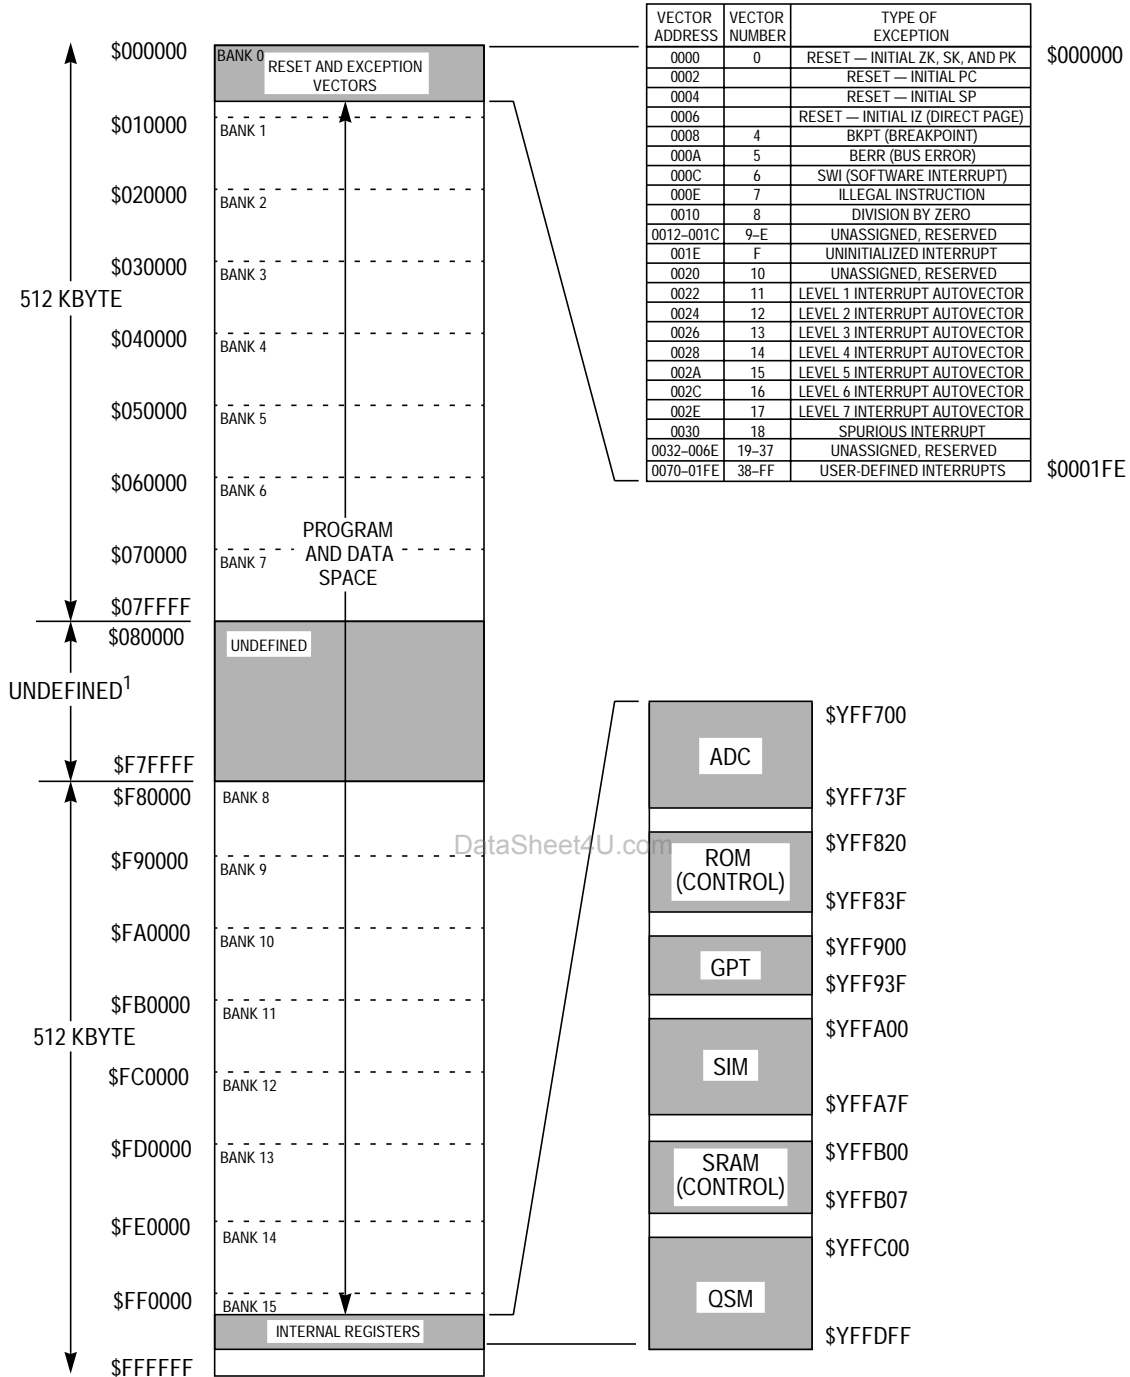 VECTOR ADDRESS VECTOR NUMBER TYPE OF EXCEPTION
0000 0 RESET — INITIAL ZK, SK, AND PK
0002 RESET — INITIAL PC
0004 RESET — INITIAL SP
0006 RESET — INITIAL IZ (DIRECT PAGE)
0008 4 BKPT (BREAKPOINT)
000A 5 BERR (BUS ERROR)
000C 6 SWI (SOFTWARE INTERRUPT)
000E 7 ILLEGAL INSTRUCTION
0010 8 DIVISION BY ZERO
0012–001C 9–E UNASSIGNED, RESERVED
001E F UNINITIALIZED INTERRUPT
0020 10 UNASSIGNED, RESERVED
0022 11 LEVEL 1 INTERRUPT AUTOVECTOR
0024 12 LEVEL 2 INTERRUPT AUTOVECTOR
0026 13 LEVEL 3 INTERRUPT AUTOVECTOR
0028 14 LEVEL 4 INTERRUPT AUTOVECTOR
002A 15 LEVEL 5 INTERRUPT AUTOVECTOR
002C 16 LEVEL 6 INTERRUPT AUTOVECTOR
002E 17 LEVEL 7 INTERRUPT AUTOVECTOR
0030 18 SPURIOUS INTERRUPT
0032–006E 19–37 UNASSIGNED, RESERVED
0070–01FE 38–FF USER-DEFINED INTERRUPTS
$000000
$0001FE
$000000
BANK 0
RESET AND EXCEPTION
VECTORS
$010000
BANK 1
$020000
BANK 2
$030000
BANK 3
512 KBYTE
$040000
BANK 4
$050000
BANK 5
$060000
BANK 6
PROGRAM
AND DATA
SPACE
$070000
BANK 7
$07FFFF
$080000
UNDEFINED
UNDEFINED1
$F7FFFF
$F80000
BANK 8
$F90000
BANK 9
$FA0000
BANK 10
$FB0000
BANK 11
512 KBYTE
$FC0000
BANK 12
$FD0000
BANK 13
$FE0000
BANK 14
$FF0000
BANK 15
INTERNAL REGISTERS
$FFFFFF
DataSheet4U.com
$YFF700
ADC
$YFF73F
$YFF820
ROM
(CONTROL)
$YFF83F
$YFF900
GPT
$YFF93F
$YFFA00
SIM
$YFFA7F
$YFFB00
SRAM
(CONTROL)
$YFFB07
$YFFC00
QSM
$YFFDFF